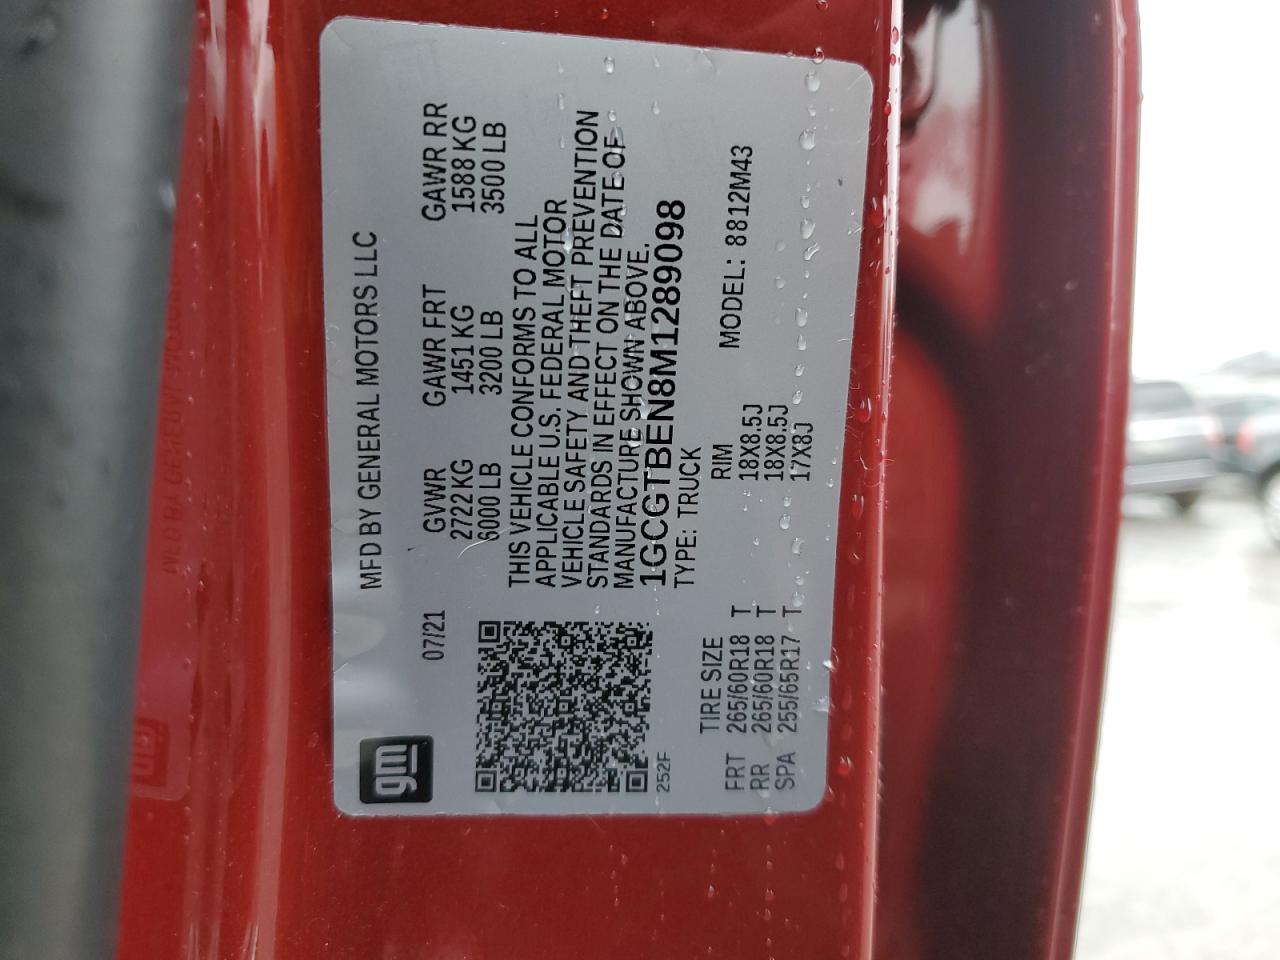 gm
07/21
MFD BY GENERAL MOTORS LLC
GVWR GAWR FRT GAWR RR
2722 KG 1451 KG 1588 KG
6000 LB 3200 LB 3500 LB
THIS VEHICLE CONFORMS TO ALL
APPLICABLE U.S. FEDERAL MOTOR
VEHICLE SAFETY AND THEFT PREVENTION
STANDARDS IN EFFECT ON THE DATE OF
MANUFACTURE SHOWN ABOVE.
1GCGTBEN8M1289098
TYPE: TRUCK
252F
TIRE SIZE RIM MODEL: 8812M43
FRT 265/60R18 T 18X8.5J
RR 265/60R18 T 18X8.5J
SPA 255/65R17 T 17X8J